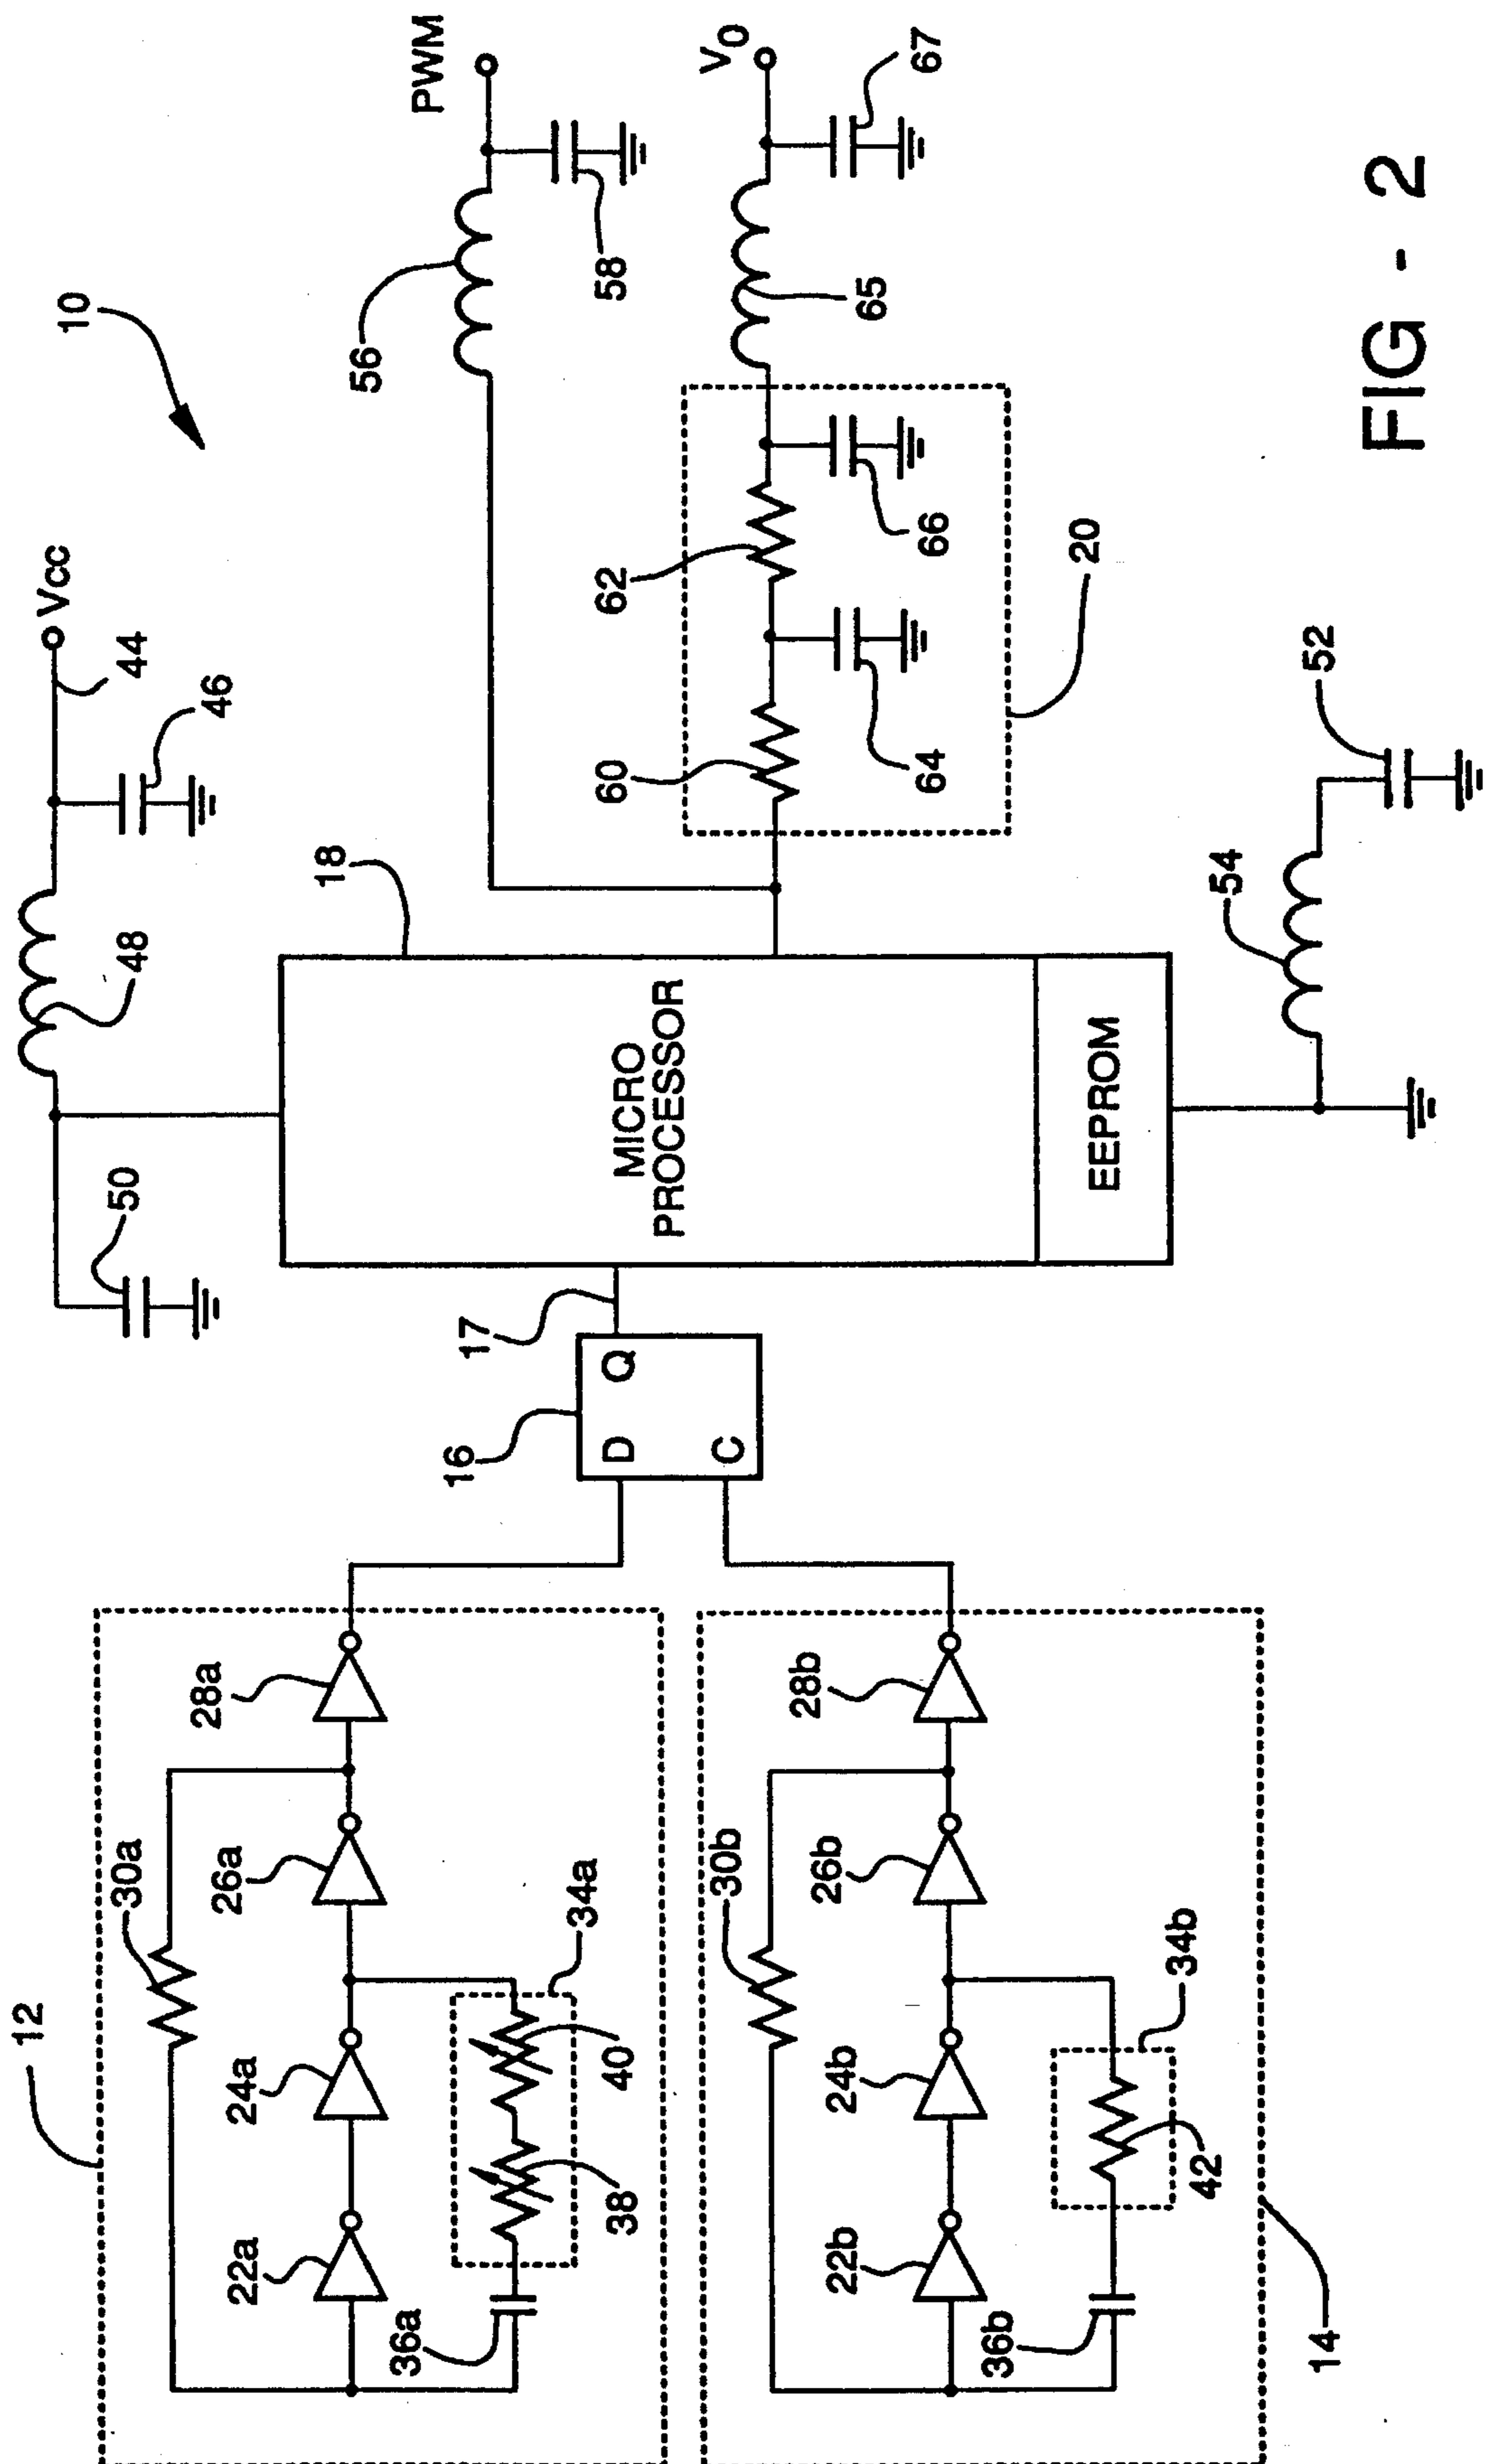 10
Vcc
44
46
48
50
PWM
56
58
V0
67
65
62
66
60
64
20
18
MICRO
PROCESSOR
EEPROM
54
52
17
16
D Q
C
12
30a
28a
26a
24a
22a
34a
40
38
36a
30b
28b
26b
24b
22b
34b
42
36b
14
FIG - 2